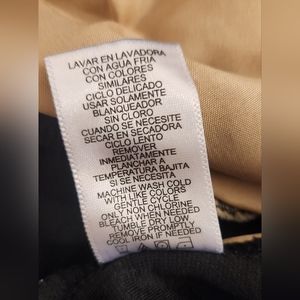 LAVAR EN LAVADORA
CON AGUA FRIA
CON COLORES
SIMILARES
CICLO DELICADO
USAR SOLAMENTE
BLANQUEADOR
SIN CLORO
CUANDO SE NECESITE
SECAR EN SECADORA
CICLO LENTO
REMOVER
INMEDIATAMENTE
PLANCHAR A
TEMPERATURA BAJITA
SI SE NECESITA
MACHINE WASH COLD
WITH LIKE COLORS
GENTLE CYCLE
ONLY NON CHLORINE
BLEACH WHEN NEEDED
TUMBLE DRY LOW
REMOVE PROMPTLY
COOL IRON IF NEEDED